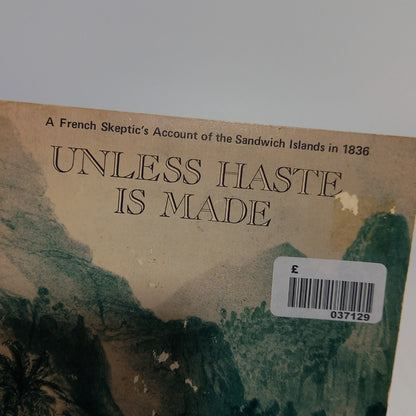 A French Skeptic's Account of the Sandwich Islands in 1836
UNLESS HASTE
IS MADE
£
037129